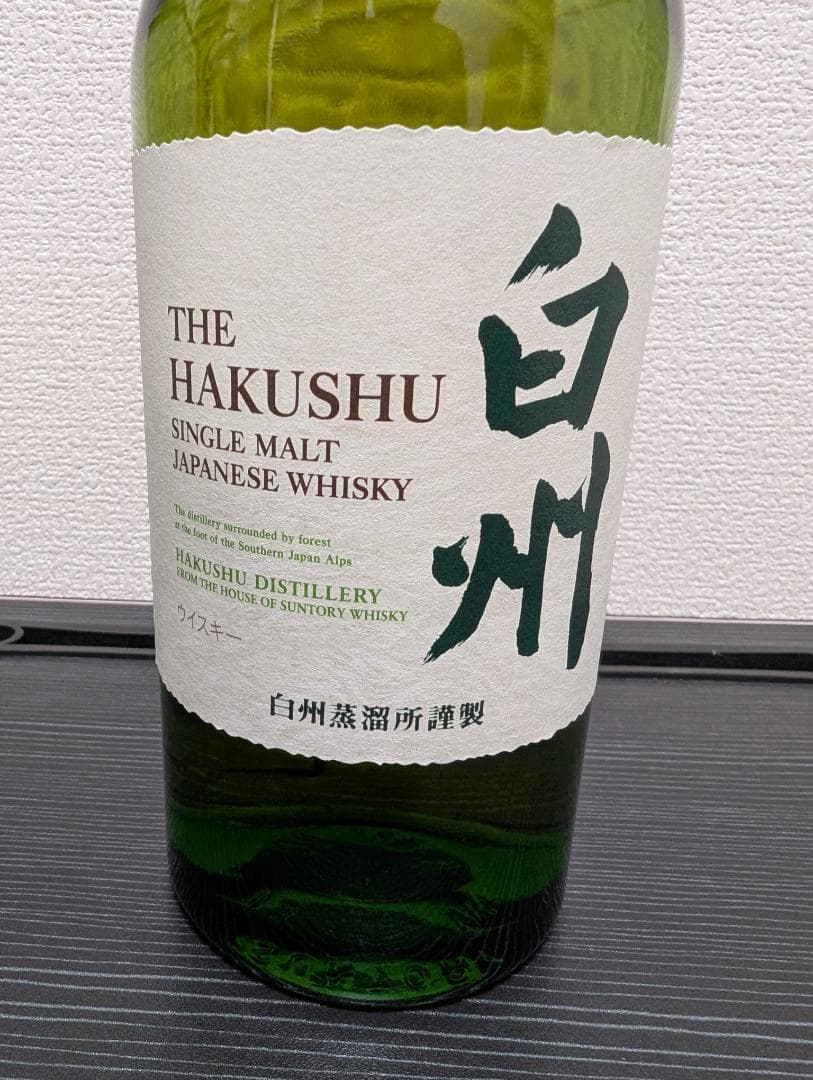 THE
HAKUSHU
SINGLE MALT
JAPANESE WHISKY
The distillery surrounded by forest
at the foot of the Southern Japan Alps
HAKUSHU DISTILLERY
FROM THE HOUSE OF SUNTORY WHISKY
ウイスキー
白州
白州蒸溜所謹製